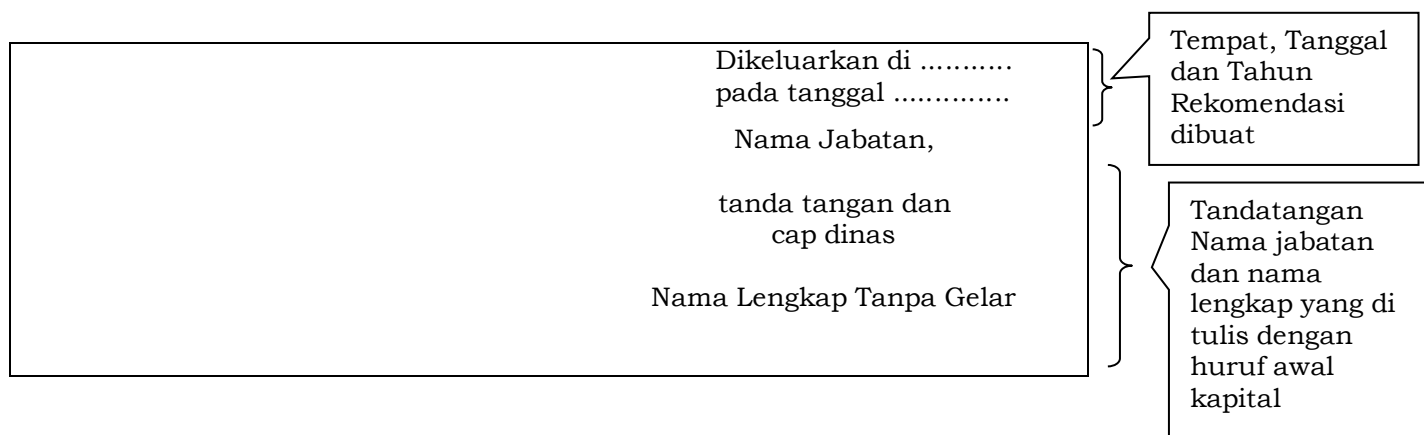 Dikeluarkan di ...........
pada tanggal ..............
Nama Jabatan,
tanda tangan dan
cap dinas
Nama Lengkap Tanpa Gelar
Tempat, Tanggal
dan Tahun
Rekomendasi
dibuat
Tandatangan
Nama jabatan
dan nama
lengkap yang di
tulis dengan
huruf awal
kapital